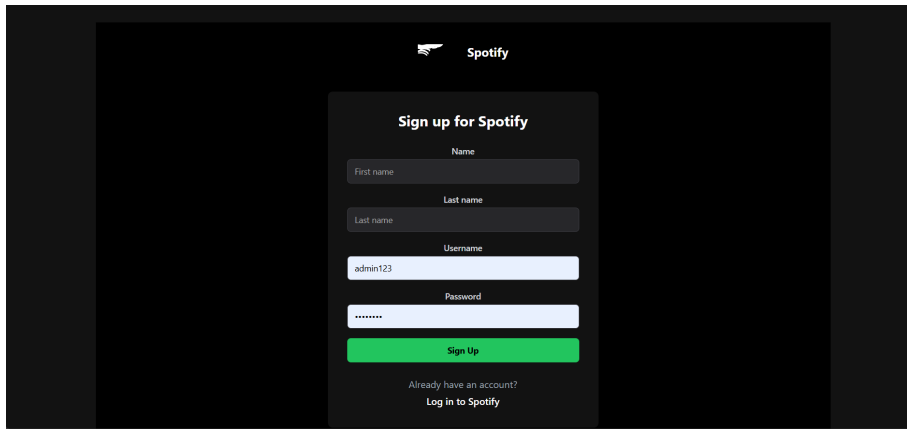 Spotify
Sign up for Spotify
Name
First name
Last name
Last name
Username
admin123
Password
••••••••
Sign Up
Already have an account?
Log in to Spotify